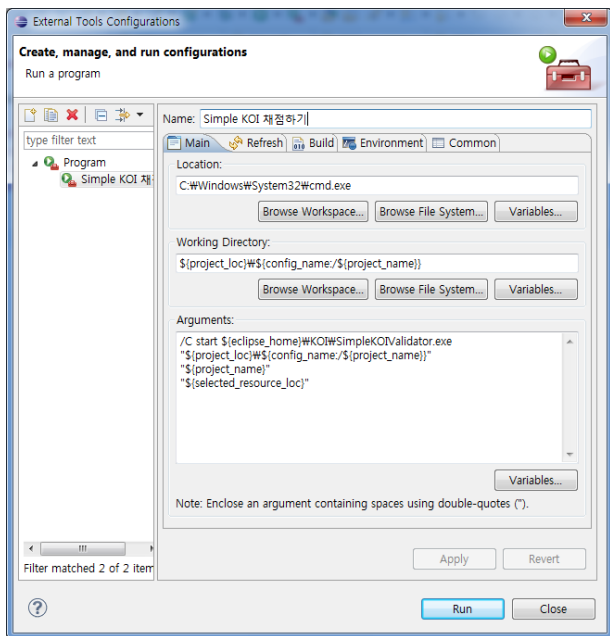 External Tools Configurations
Create, manage, and run configurations
Run a program
type filter text
Program
Simple KOI 채
Filter matched 2 of 2 item
Name: Simple KOI 채점하기
Main Refresh Build Environment Common
Location:
C:₩Windows₩System32₩cmd.exe
Browse Workspace... Browse File System... Variables...
Working Directory:
${project_loc}₩${config_name:/${project_name}}
Browse Workspace... Browse File System... Variables...
Arguments:
/C start ${eclipse_home}₩KOI₩SimpleKOIValidator.exe
"${project_loc}₩${config_name:/${project_name}}"
"${project_name}"
"${selected_resource_loc}"
Variables...
Note: Enclose an argument containing spaces using double-quotes (").
Apply Revert
Run Close